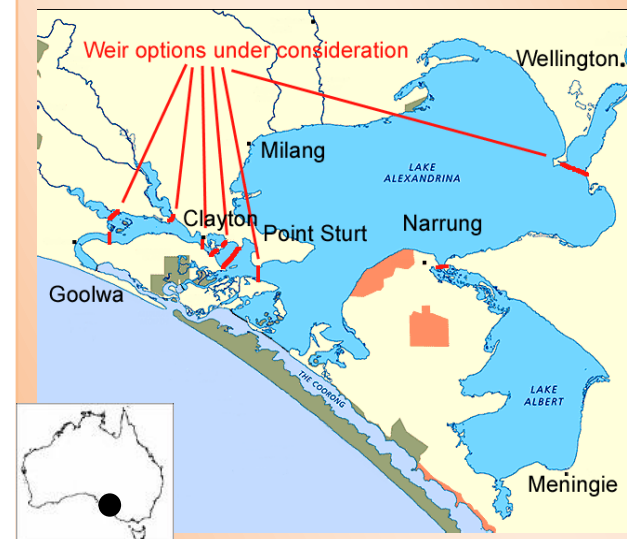 Weir options under consideration
Wellington
Milang
LAKE
ALEXANDRINA
Clayton
Narrung
Point Sturt
Goolwa
THE COORONG
LAKE
ALBERT
Meningie